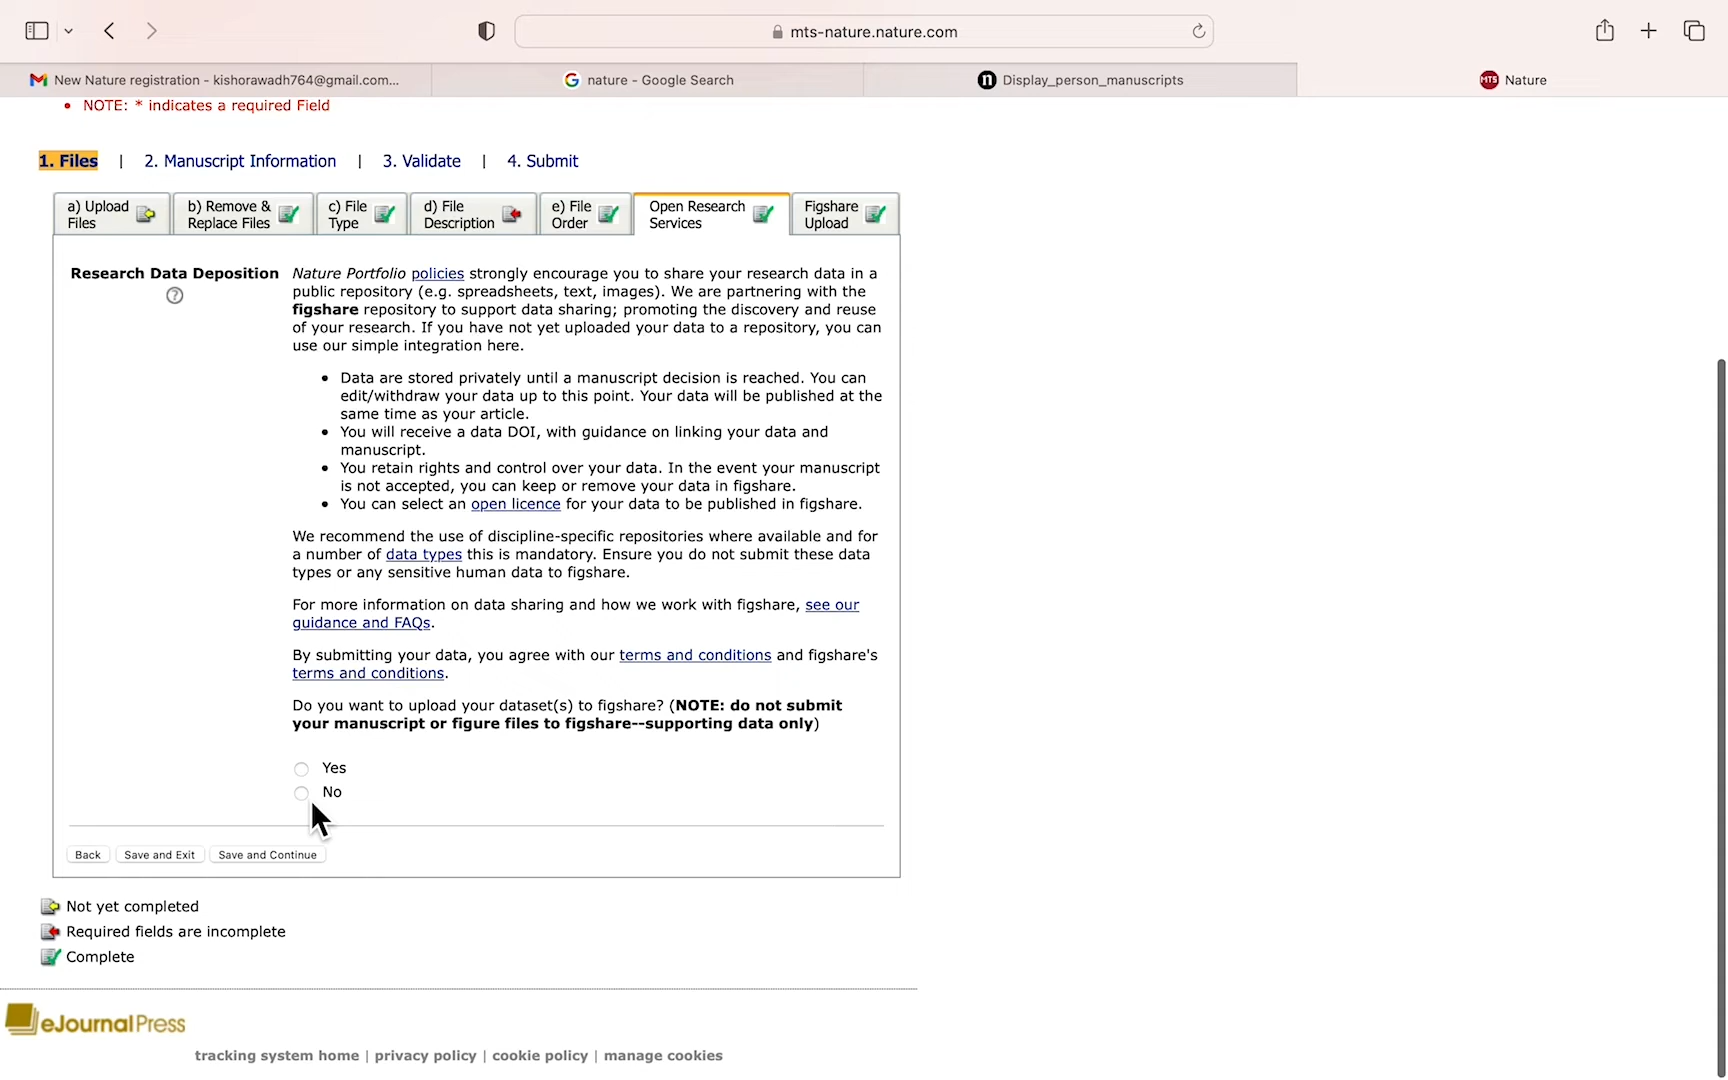 mts-nature.nature.com
New Nature registration - kishorawadh764@gmail.com...
nature - Google Search
Display_person_manuscripts
Nature
• NOTE: * indicates a required Field
1. Files | 2. Manuscript Information | 3. Validate | 4. Submit
a) Upload Files
b) Remove & Replace Files
c) File Type
d) File Description
e) File Order
Open Research Services
Figshare Upload
Research Data Deposition
Nature Portfolio policies strongly encourage you to share your research data in a
public repository (e.g. spreadsheets, text, images). We are partnering with the
figshare repository to support data sharing; promoting the discovery and reuse
of your research. If you have not yet uploaded your data to a repository, you can
use our simple integration here.
• Data are stored privately until a manuscript decision is reached. You can
edit/withdraw your data up to this point. Your data will be published at the
same time as your article.
• You will receive a data DOI, with guidance on linking your data and
manuscript.
• You retain rights and control over your data. In the event your manuscript
is not accepted, you can keep or remove your data in figshare.
• You can select an open licence for your data to be published in figshare.
We recommend the use of discipline-specific repositories where available and for
a number of data types this is mandatory. Ensure you do not submit these data
types or any sensitive human data to figshare.
For more information on data sharing and how we work with figshare, see our
guidance and FAQs.
By submitting your data, you agree with our terms and conditions and figshare's
terms and conditions.
Do you want to upload your dataset(s) to figshare? (NOTE: do not submit
your manuscript or figure files to figshare--supporting data only)
Yes
No
Back Save and Exit Save and Continue
Not yet completed
Required fields are incomplete
Complete
eJournalPress
tracking system home | privacy policy | cookie policy | manage cookies